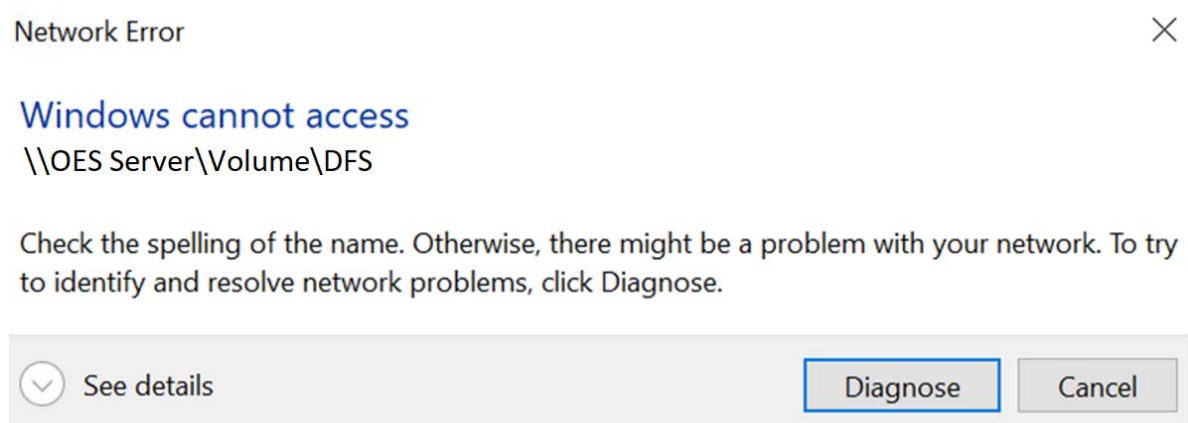 Network Error
Windows cannot access
\\OES Server\Volume\DFS
Check the spelling of the name. Otherwise, there might be a problem with your network. To try
to identify and resolve network problems, click Diagnose.
See details
Diagnose
Cancel